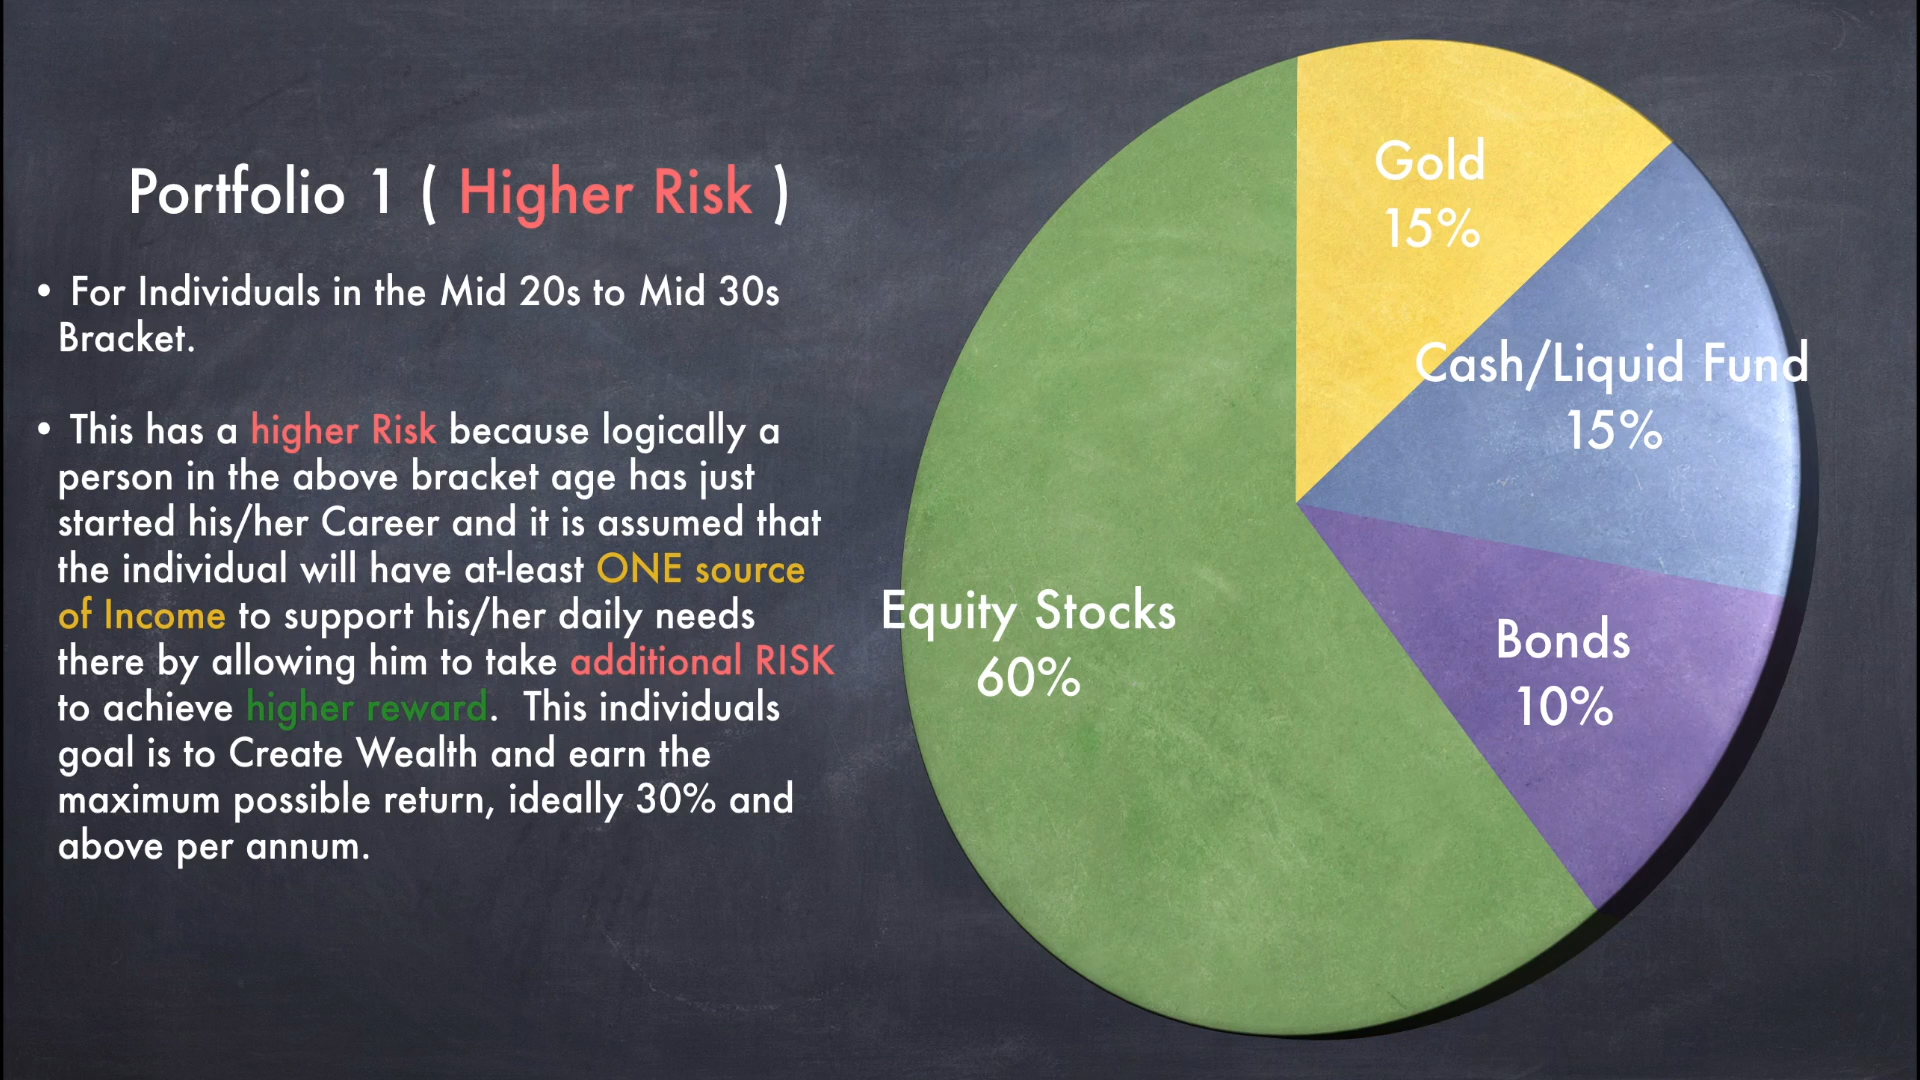 Portfolio 1 ( Higher Risk )
• For Individuals in the Mid 20s to Mid 30s
Bracket.
• This has a higher Risk because logically a
person in the above bracket age has just
started his/her Career and it is assumed that
the individual will have at-least ONE source
of Income to support his/her daily needs
there by allowing him to take additional RISK
to achieve higher reward.  This individuals
goal is to Create Wealth and earn the
maximum possible return, ideally 30% and
above per annum.
Gold
15%
Cash/Liquid Fund
15%
Equity Stocks
60%
Bonds
10%